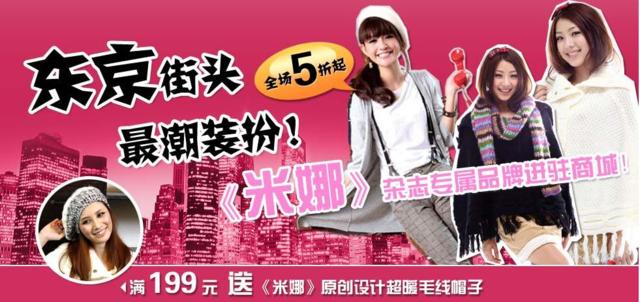 东京街头
全场5折起
最潮装扮！
《米娜》杂志专属品牌进驻商城！
满199元 送 《米娜》原创设计超暖毛线帽子